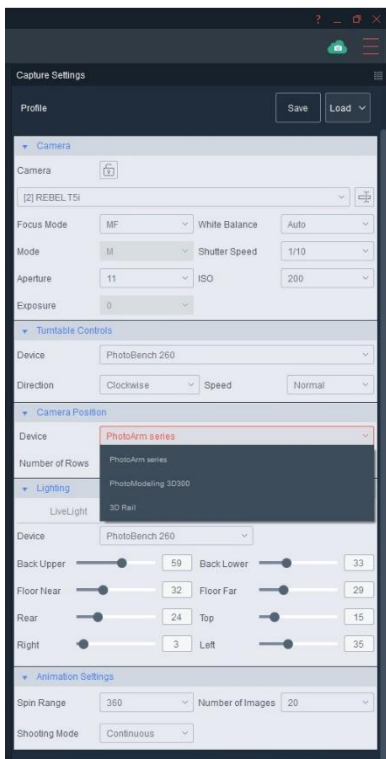 ?
Capture Settings
Profile Save Load
Camera
Camera
[2] REBEL T5i
Focus Mode MF White Balance Auto
Mode M Shutter Speed 1/10
Aperture 11 ISO 200
Exposure 0
Turntable Controls
Device PhotoBench 260
Direction Clockwise Speed Normal
Camera Position
Device PhotoArm series
Number of Rows
PhotoArm series
PhotoModeling 3D300
3D Rail
Lighting
LiveLight
Device PhotoBench 260
Back Upper 59 Back Lower 33
Floor Near 32 Floor Far 29
Rear 24 Top 15
Right 3 Left 35
Animation Settings
Spin Range 360 Number of Images 20
Shooting Mode Continuous